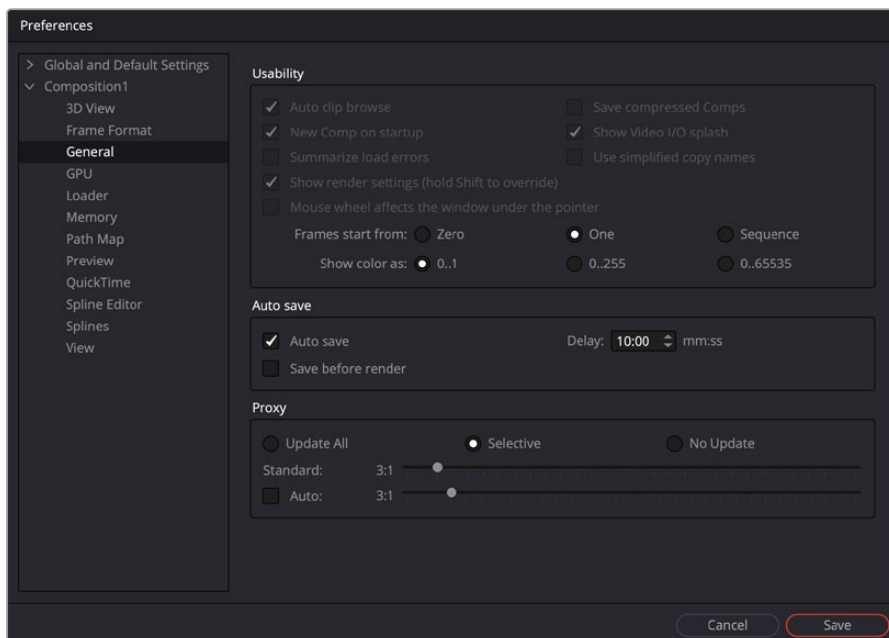 Preferences
Global and Default Settings
Composition1
3D View
Frame Format
General
GPU
Loader
Memory
Path Map
Preview
QuickTime
Spline Editor
Splines
View
Usability
Auto clip browse Save compressed Comps
New Comp on startup Show Video I/O splash
Summarize load errors Use simplified copy names
Show render settings (hold Shift to override)
Mouse wheel affects the window under the pointer
Frames start from: Zero One Sequence
Show color as: 0..1 0..255 0..65535
Auto save
Auto save Delay: 10:00 mm:ss
Save before render
Proxy
Update All Selective No Update
Standard: 3:1
Auto: 3:1
Cancel Save